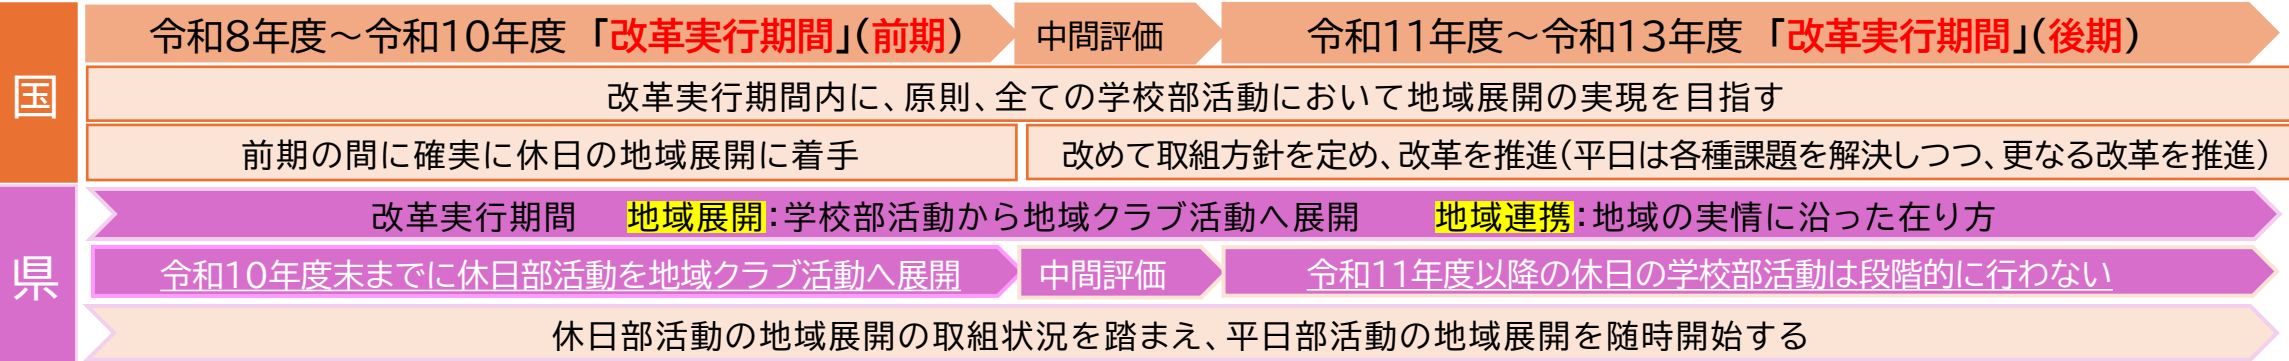 国
令和8年度～令和10年度 「改革実行期間」(前期)
中間評価
令和11年度～令和13年度 「改革実行期間」(後期)
改革実行期間内に、原則、全ての学校部活動において地域展開の実現を目指す
前期の間に確実に休日の地域展開に着手
改めて取組方針を定め、改革を推進(平日は各種課題を解決しつつ、更なる改革を推進)
県
改革実行期間 地域展開:学校部活動から地域クラブ活動へ展開 地域連携:地域の実情に沿った在り方
令和10年度末までに休日部活動を地域クラブ活動へ展開
中間評価
令和11年度以降の休日の学校部活動は段階的に行わない
休日部活動の地域展開の取組状況を踏まえ、平日部活動の地域展開を随時開始する